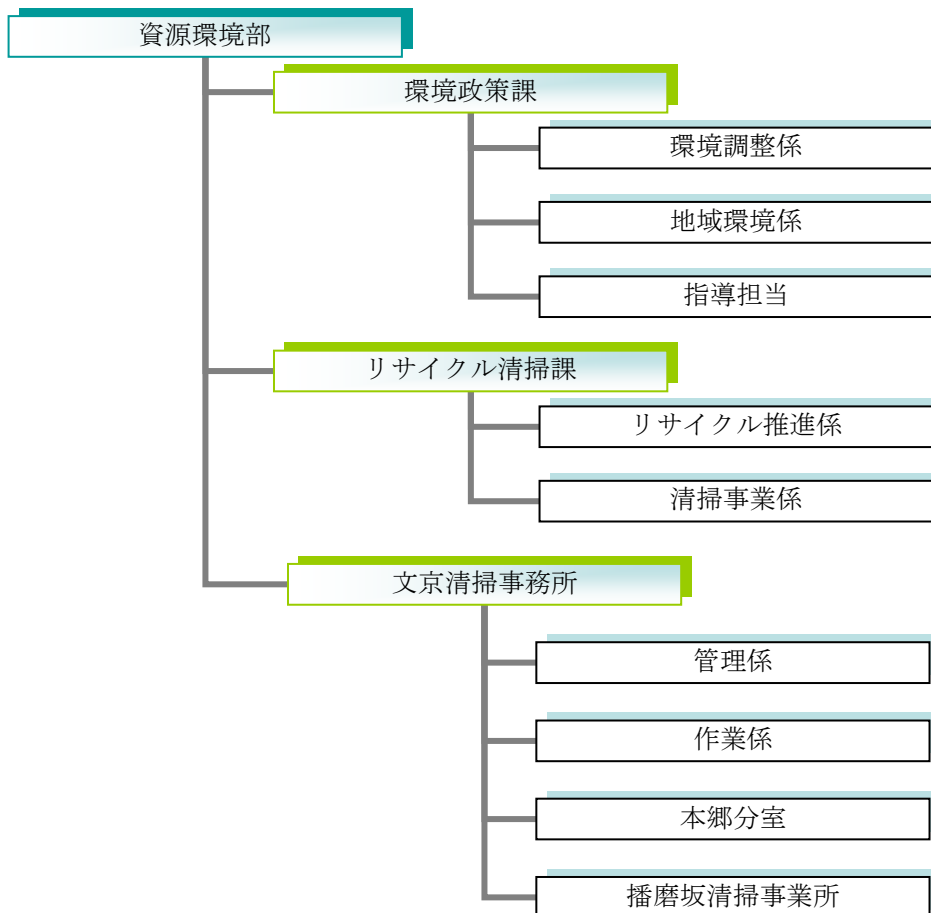 資源環境部
環境政策課
環境調整係
地域環境係
指導担当
リサイクル清掃課
リサイクル推進係
清掃事業係
文京清掃事務所
管理係
作業係
本郷分室
播磨坂清掃事業所